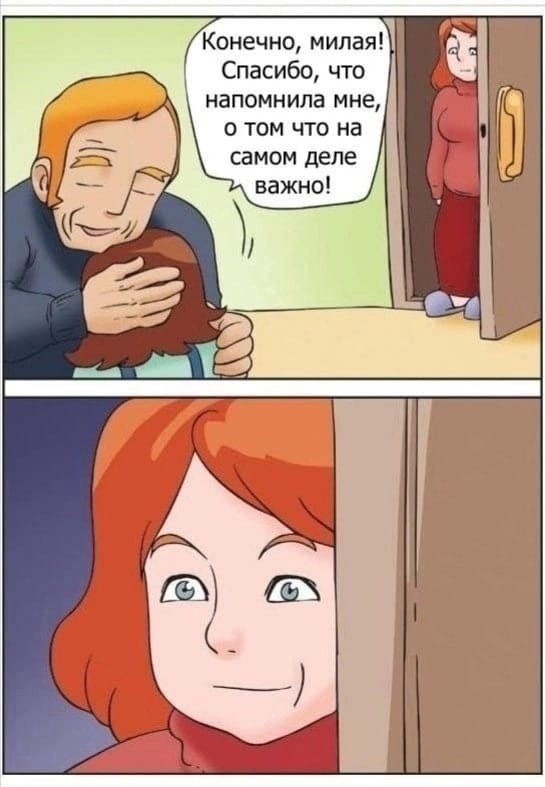 Конечно, милая!
Спасибо, что
напомнила мне,
о том что на
самом деле
важно!